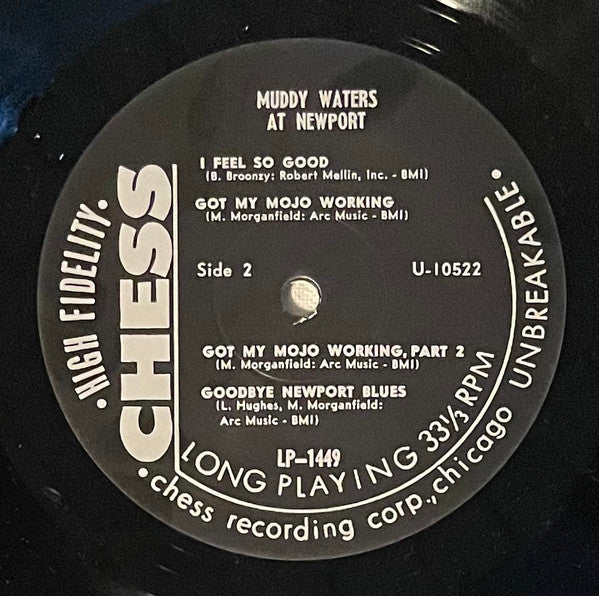 MUDDY WATERS
AT NEWPORT
I FEEL SO GOOD
(B. Broonzy: Robert Mellin, Inc. - BMI)
GOT MY MOJO WORKING
(M. Morganfield: Arc Music - BMI)
Side 2
U-10522
GOT MY MOJO WORKING, PART 2
(M. Morganfield: Arc Music - BMI)
GOODBYE NEWPORT BLUES
(L. Hughes, M. Morganfield:
Arc Music - BMI)
LP-1449
LONG PLAYING 33⅓ RPM
• HIGH FIDELITY •
CHESS
• chess recording corp., chicago UNBREAKABLE •